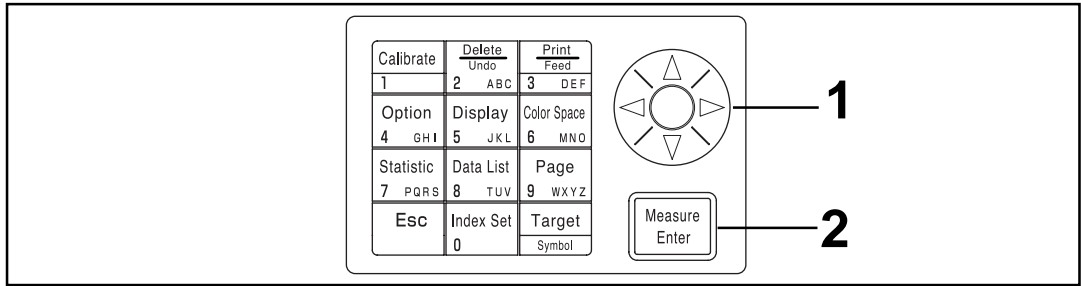 Calibrate
1
Delete
Undo
2 ABC
Print
Feed
3 DEF
Option
4 GHI
Display
5 JKL
Color Space
6 MNO
Statistic
7 PQRS
Data List
8 TUV
Page
9 WXYZ
Esc
Index Set
0
Target
Symbol
1
Measure
Enter
2